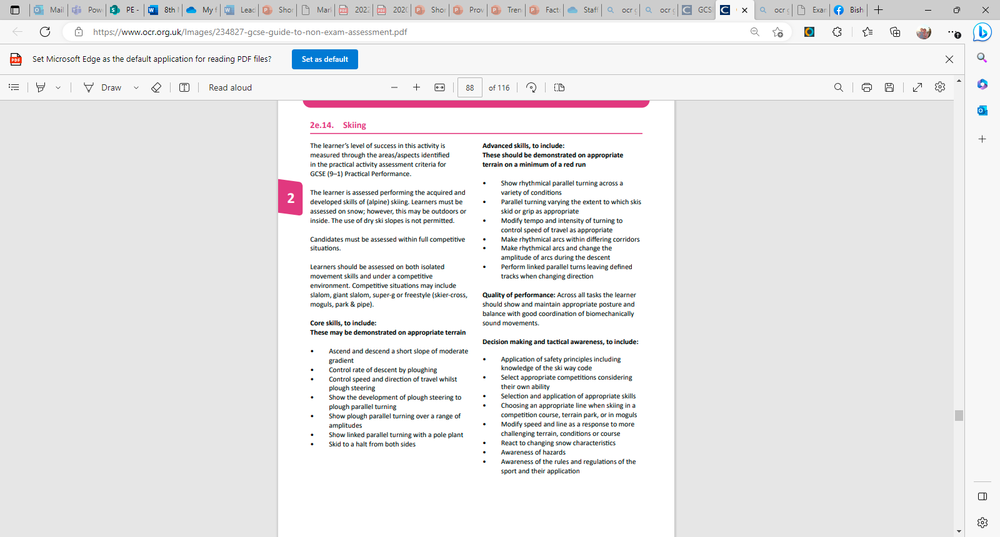 Mail
Pow
PE -
8th
My f
Lead
Shor
Mar
2022
2020
Shor
Prov
Tren
Fact
Staff
ocr
ocr
GCS
ocr
Exar
Bish
https://www.ocr.org.uk/Images/234827-gcse-guide-to-non-exam-assessment.pdf
Set Microsoft Edge as the default application for reading PDF files?
Set as default
Draw
Read aloud
88
of 116
2e.14. Skiing
The learner's level of success in this activity is
measured through the areas/aspects identified
in the practical activity assessment criteria for
GCSE (9–1) Practical Performance.
2
The learner is assessed performing the acquired and
developed skills of (alpine) skiing. Learners must be
assessed on snow; however, this may be outdoors or
inside. The use of dry ski slopes is not permitted.
Candidates must be assessed within full competitive
situations.
Learners should be assessed on both isolated
movement skills and under a competitive
environment. Competitive situations may include
slalom, giant slalom, super-g or freestyle (skier-cross,
moguls, park & pipe).
Core skills, to include:
These may be demonstrated on appropriate terrain
• Ascend and descend a short slope of moderate
gradient
• Control rate of descent by ploughing
• Control speed and direction of travel whilst
plough steering
• Show the development of plough steering to
plough parallel turning
• Show plough parallel turning over a range of
amplitudes
• Show linked parallel turning with a pole plant
• Skid to a halt from both sides
Advanced skills, to include:
These should be demonstrated on appropriate
terrain on a minimum of a red run
• Show rhythmical parallel turning across a
variety of conditions
• Parallel turning varying the extent to which skis
skid or grip as appropriate
• Modify tempo and intensity of turning to
control speed of travel as appropriate
• Make rhythmical arcs within differing corridors
• Make rhythmical arcs and change the
amplitude of arcs during the descent
• Perform linked parallel turns leaving defined
tracks when changing direction
Quality of performance: Across all tasks the learner
should show and maintain appropriate posture and
balance with good coordination of biomechanically
sound movements.
Decision making and tactical awareness, to include:
• Application of safety principles including
knowledge of the ski way code
• Select appropriate competitions considering
their own ability
• Selection and application of appropriate skills
• Choosing an appropriate line when skiing in a
competition course, terrain park, or in moguls
• Modify speed and line as a response to more
challenging terrain, conditions or course
• React to changing snow characteristics
• Awareness of hazards
• Awareness of the rules and regulations of the
sport and their application